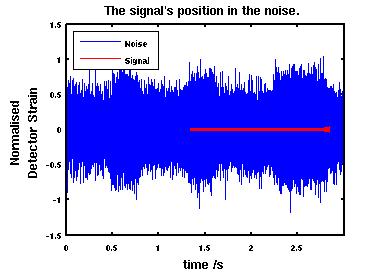 The signal's position in the noise.
1.5
1
0.5
0
-0.5
-1
-1.5
Normalised
Detector Strain
Noise
Signal
0 0.5 1 1.5 2 2.5
time /s